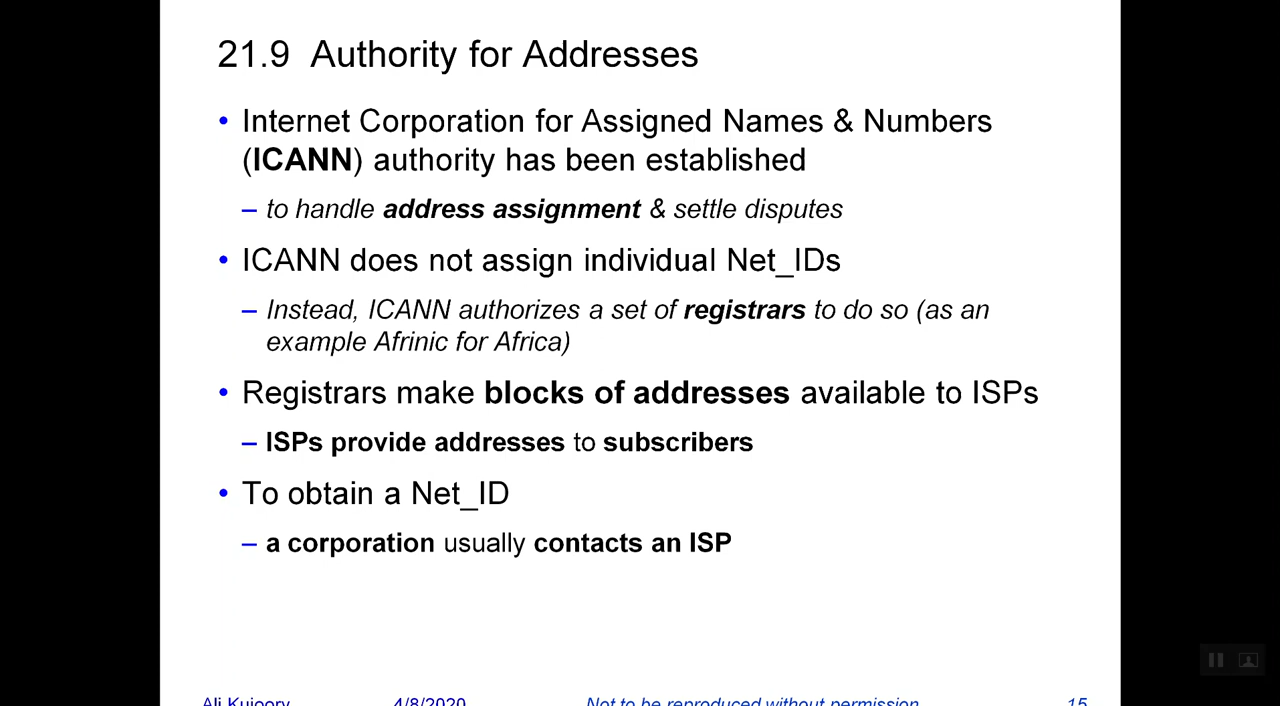 21.9 Authority for Addresses
• Internet Corporation for Assigned Names & Numbers
(ICANN) authority has been established
– to handle address assignment & settle disputes
• ICANN does not assign individual Net_IDs
– Instead, ICANN authorizes a set of registrars to do so (as an
example Afrinic for Africa)
• Registrars make blocks of addresses available to ISPs
– ISPs provide addresses to subscribers
• To obtain a Net_ID
– a corporation usually contacts an ISP
Ali Kujoory 4/8/2020 Not to be reproduced without permission 15